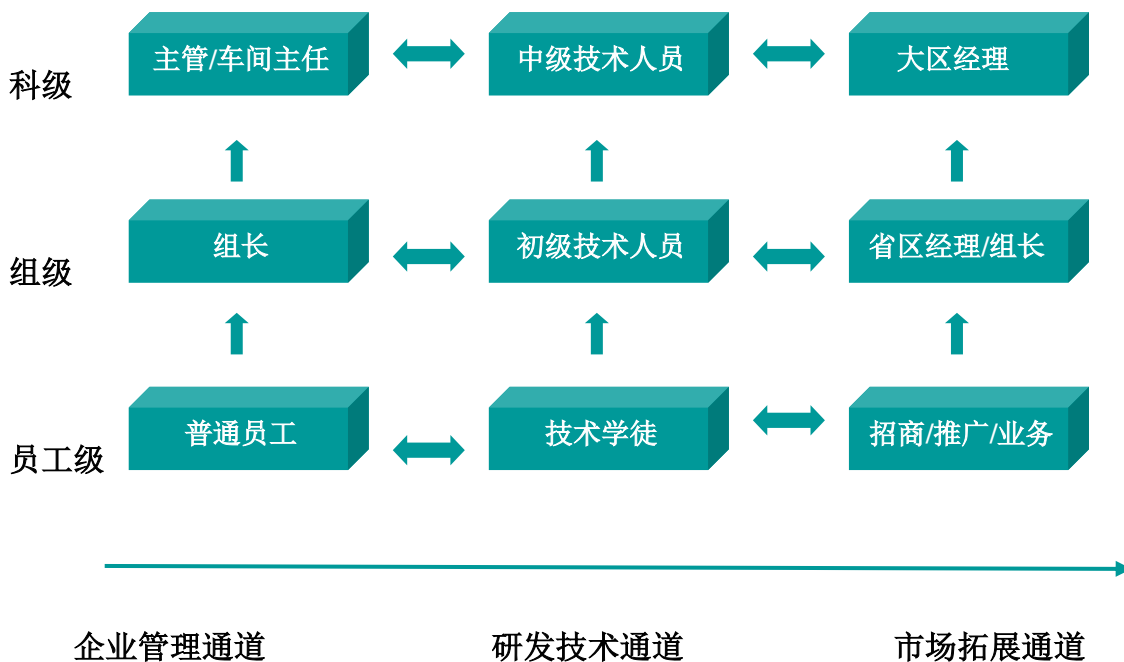 科级
主管/车间主任
中级技术人员
大区经理
组级
组长
初级技术人员
省区经理/组长
员工级
普通员工
技术学徒
招商/推广/业务
企业管理通道
研发技术通道
市场拓展通道